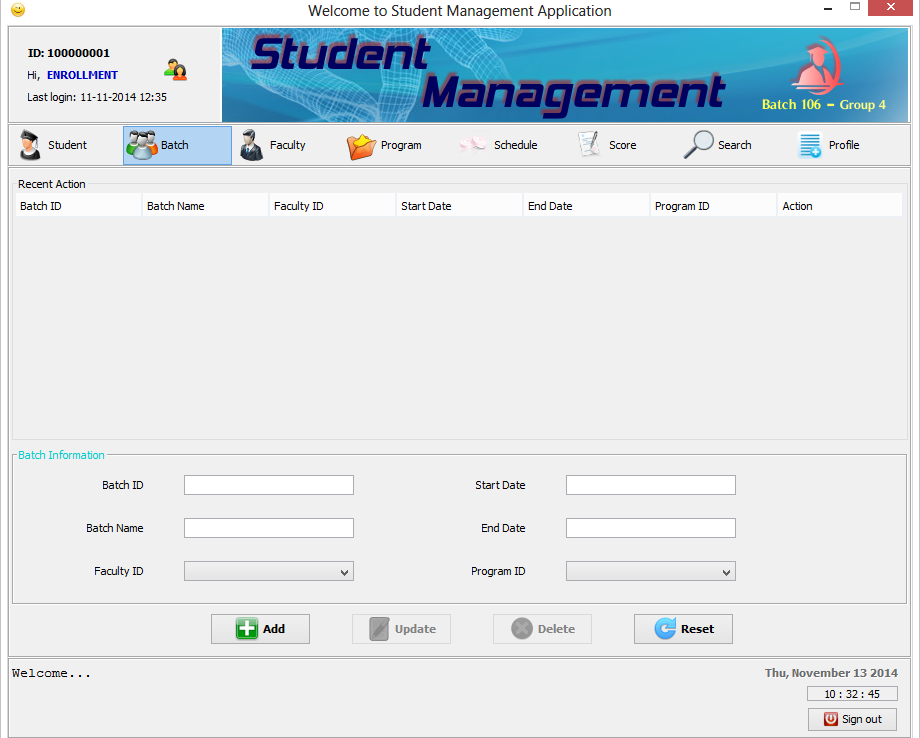 Welcome to Student Management Application
ID: 100000001
Hi, ENROLLMENT
Last login: 11-11-2014 12:35
Student
Management
Batch 106 – Group 4
Student Batch Faculty Program Schedule Score Search Profile
Recent Action
Batch ID Batch Name Faculty ID Start Date End Date Program ID Action
Batch Information
Batch ID Start Date
Batch Name End Date
Faculty ID Program ID
Add Update Delete Reset
Welcome...
Thu, November 13 2014
10 : 32 : 45
Sign out